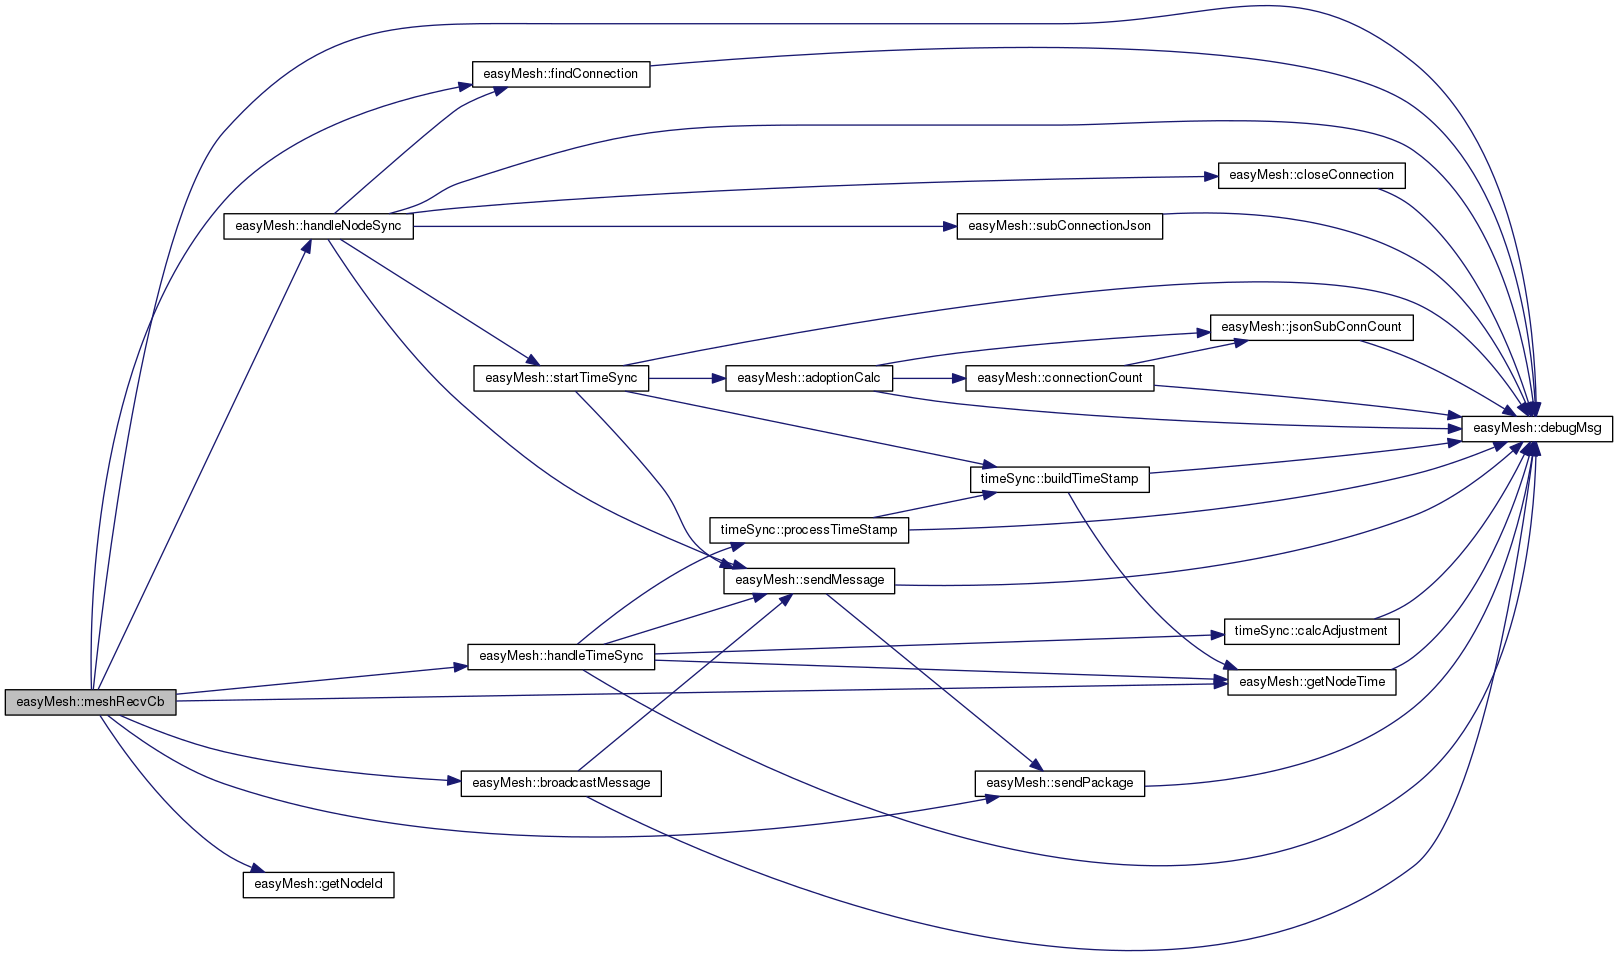 easyMesh::findConnection
easyMesh::closeConnection
easyMesh::handleNodeSync
easyMesh::subConnectionJson
easyMesh::jsonSubConnCount
easyMesh::startTimeSync
easyMesh::adoptionCalc
easyMesh::connectionCount
easyMesh::debugMsg
timeSync::buildTimeStamp
timeSync::processTimeStamp
easyMesh::sendMessage
timeSync::calcAdjustment
easyMesh::handleTimeSync
easyMesh::getNodeTime
easyMesh::meshRecvCb
easyMesh::broadcastMessage
easyMesh::sendPackage
easyMesh::getNodeId